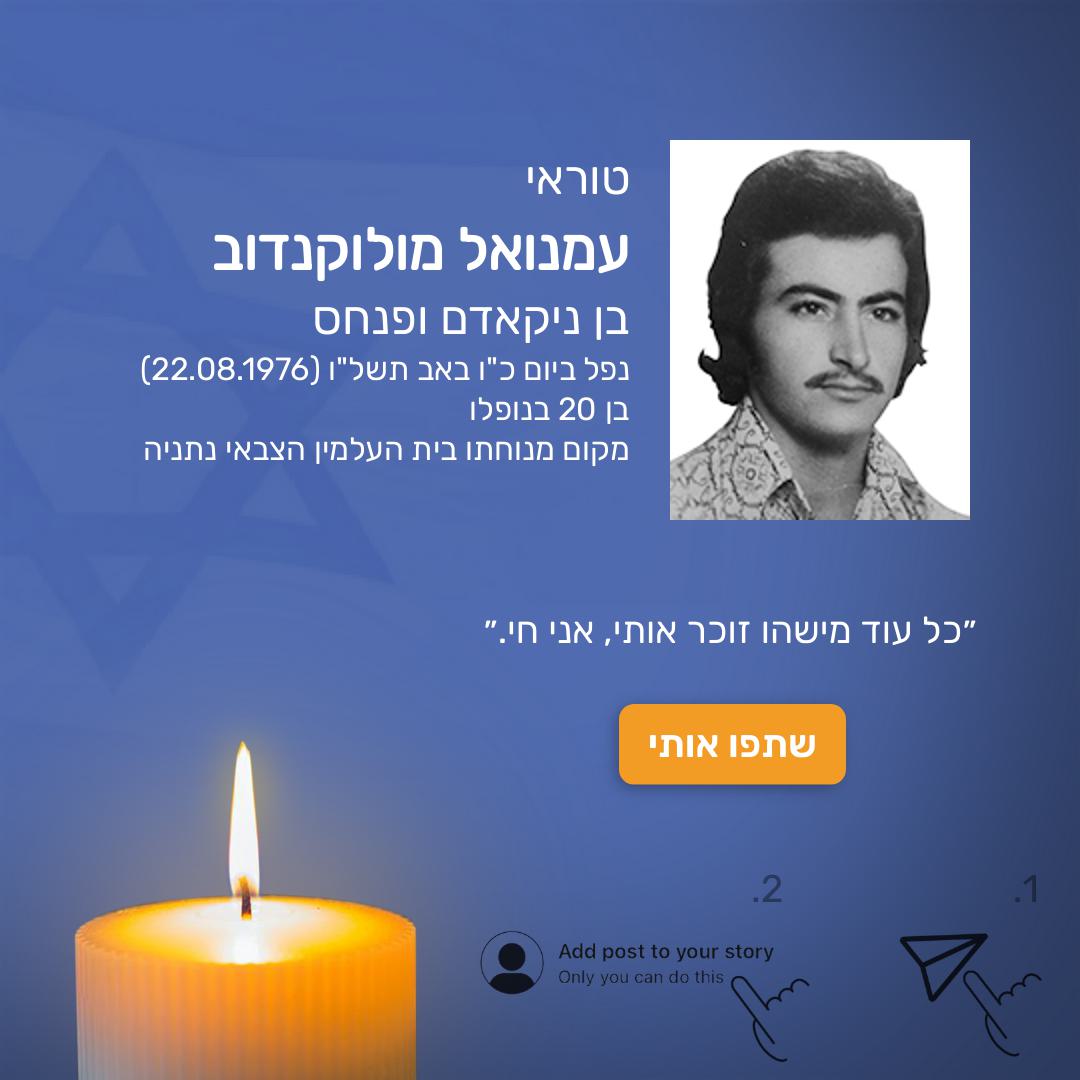 טוראי
עמנואל מולוקנדוב
בן ניקאדם ופנחס
נפל ביום כ"ו באב תשל"ו (22.08.1976)
בן 20 בנופלו
מקום מנוחתו בית העלמין הצבאי נתניה
״כל עוד מישהו זוכר אותי, אני חי.״
שתפו אותי
1.
2.
Add post to your story
Only you can do this